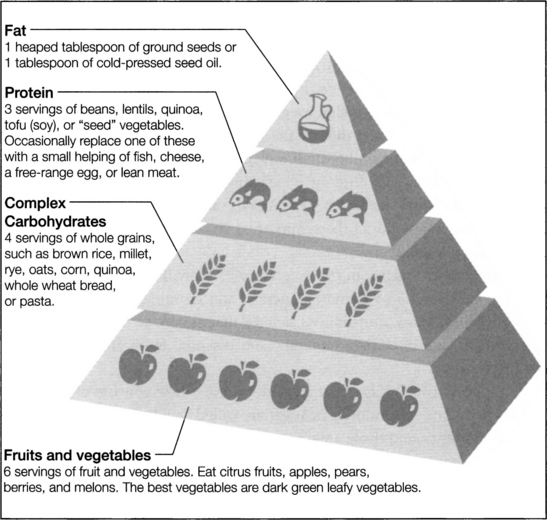 Fat
1 heaped tablespoon of ground seeds or
1 tablespoon of cold-pressed seed oil.
Protein
3 servings of beans, lentils, quinoa,
tofu (soy), or “seed” vegetables.
Occasionally replace one of these
with a small helping of fish, cheese,
a free-range egg, or lean meat.
Complex
Carbohydrates
4 servings of whole grains,
such as brown rice, millet,
rye, oats, corn, quinoa,
whole wheat bread,
or pasta.
Fruits and vegetables
6 servings of fruit and vegetables. Eat citrus fruits, apples, pears,
berries, and melons. The best vegetables are dark green leafy vegetables.